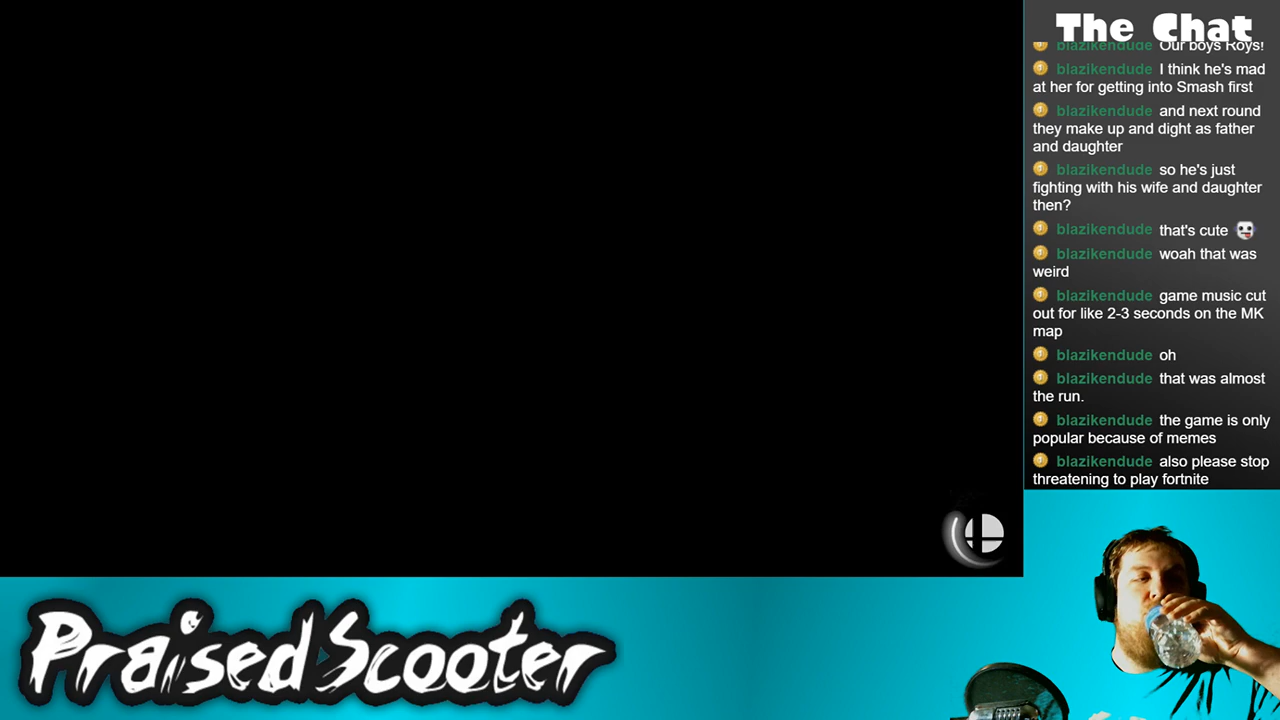 The Chat
blazikendude Our boys Roys!
blazikendude I think he's mad
at her for getting into Smash first
blazikendude and next round
they make up and dight as father
and daughter
blazikendude so he's just
fighting with his wife and daughter
then?
blazikendude that's cute
blazikendude woah that was
weird
blazikendude game music cut
out for like 2-3 seconds on the MK
map
blazikendude oh
blazikendude that was almost
the run.
blazikendude the game is only
popular because of memes
blazikendude also please stop
threatening to play fortnite
PraisedScooter